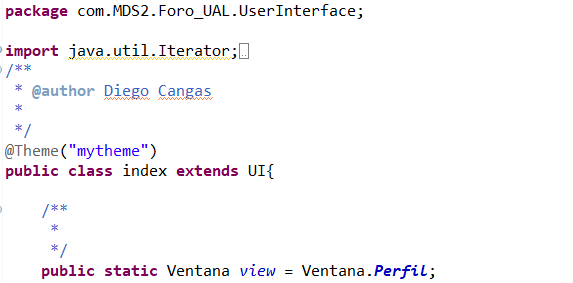 package com.MDS2.Foro_UAL.UserInterface;
import java.util.Iterator;
/**
* @author Diego Cangas
*
*/
@Theme("mytheme")
public class index extends UI{
/**
*
*/
public static Ventana view = Ventana.Perfil;